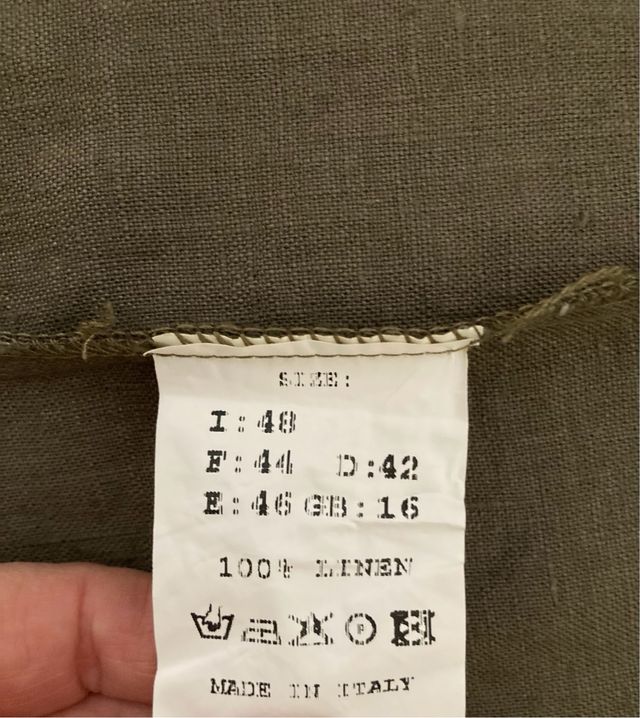 SIZE:
I:48
F:44 D:42
E:46 GB:16
100% LINEN
P
MADE IN ITALY